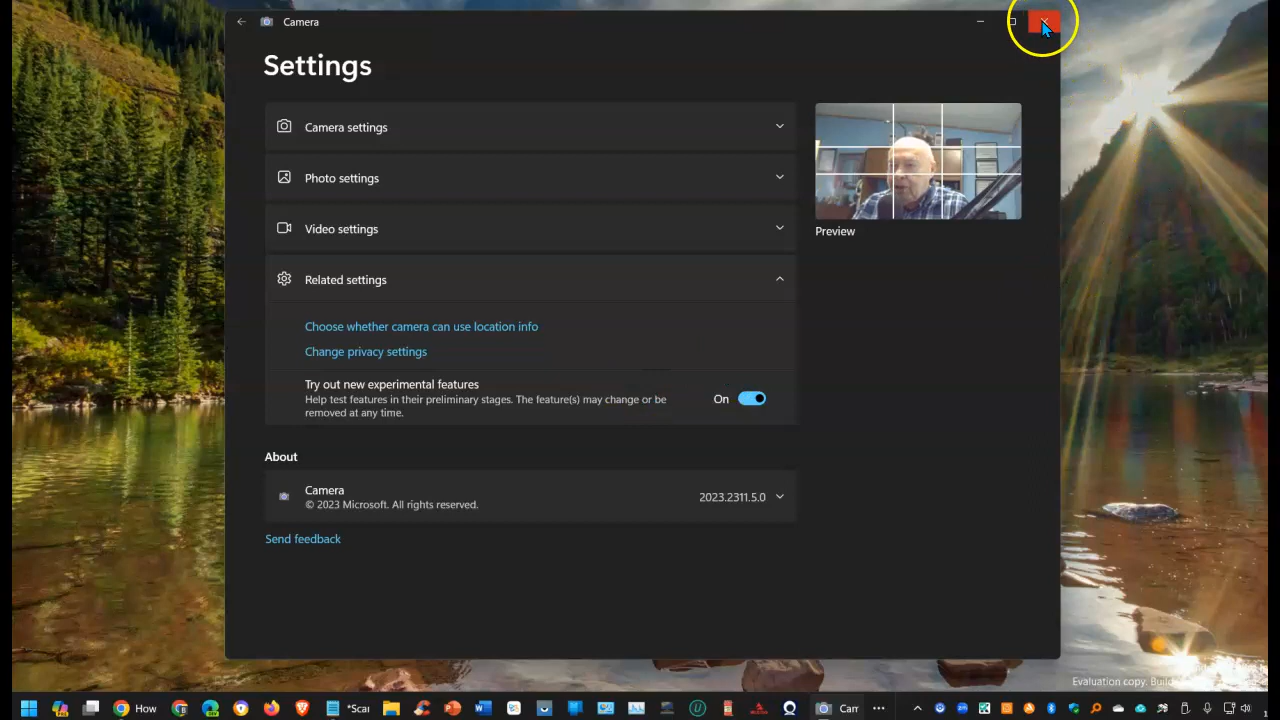 Camera
Settings
Camera settings
Photo settings
Video settings
Related settings
Choose whether camera can use location info
Change privacy settings
Try out new experimental features
Help test features in their preliminary stages. The feature(s) may change or be
removed at any time.
On
Preview
About
Camera
© 2023 Microsoft. All rights reserved.
2023.2311.5.0
Send feedback
Evaluation copy.
How
*Scar
Cam